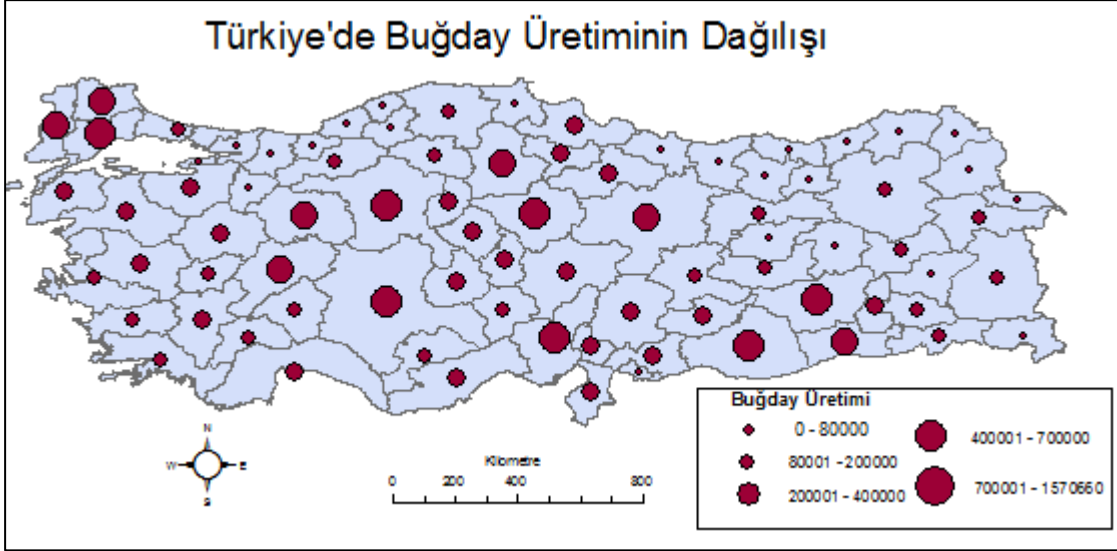 Türkiye'de Buğday Üretiminin Dağılışı
N
W
E
S
Kilometre
0 200 400 800
Buğday Üretimi
0 - 80000
80001 - 200000
200001 - 400000
400001 - 700000
700001 - 1570660